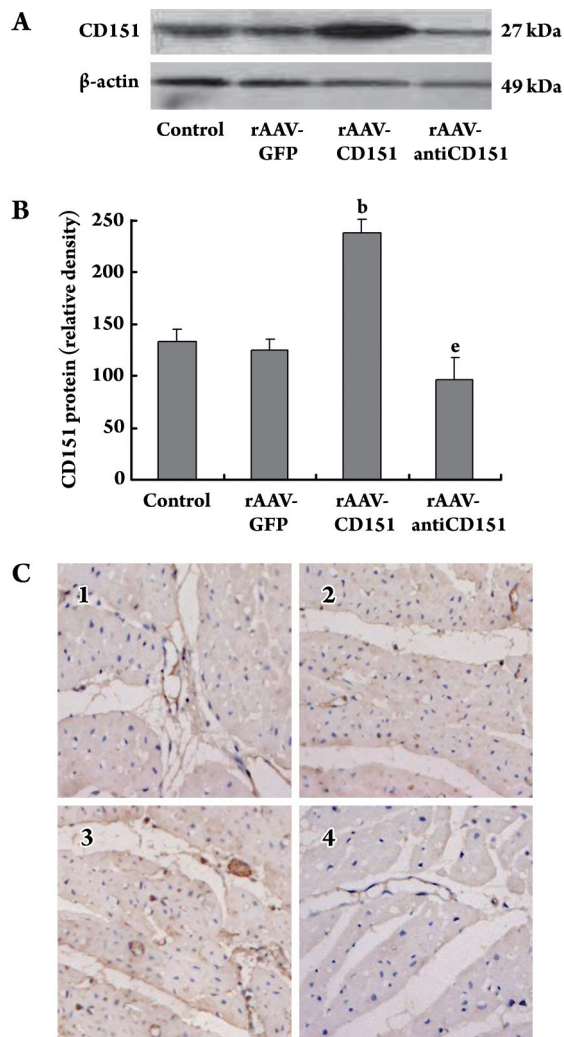 A
CD151
27 kDa
β-actin
49 kDa
Control
rAAV-
GFP
rAAV-
CD151
rAAV-
antiCD151
B
CD151 protein (relative density)
250
200
150
100
50
0
b
e
Control
rAAV-
GFP
rAAV-
CD151
rAAV-
antiCD151
C
1
2
3
4